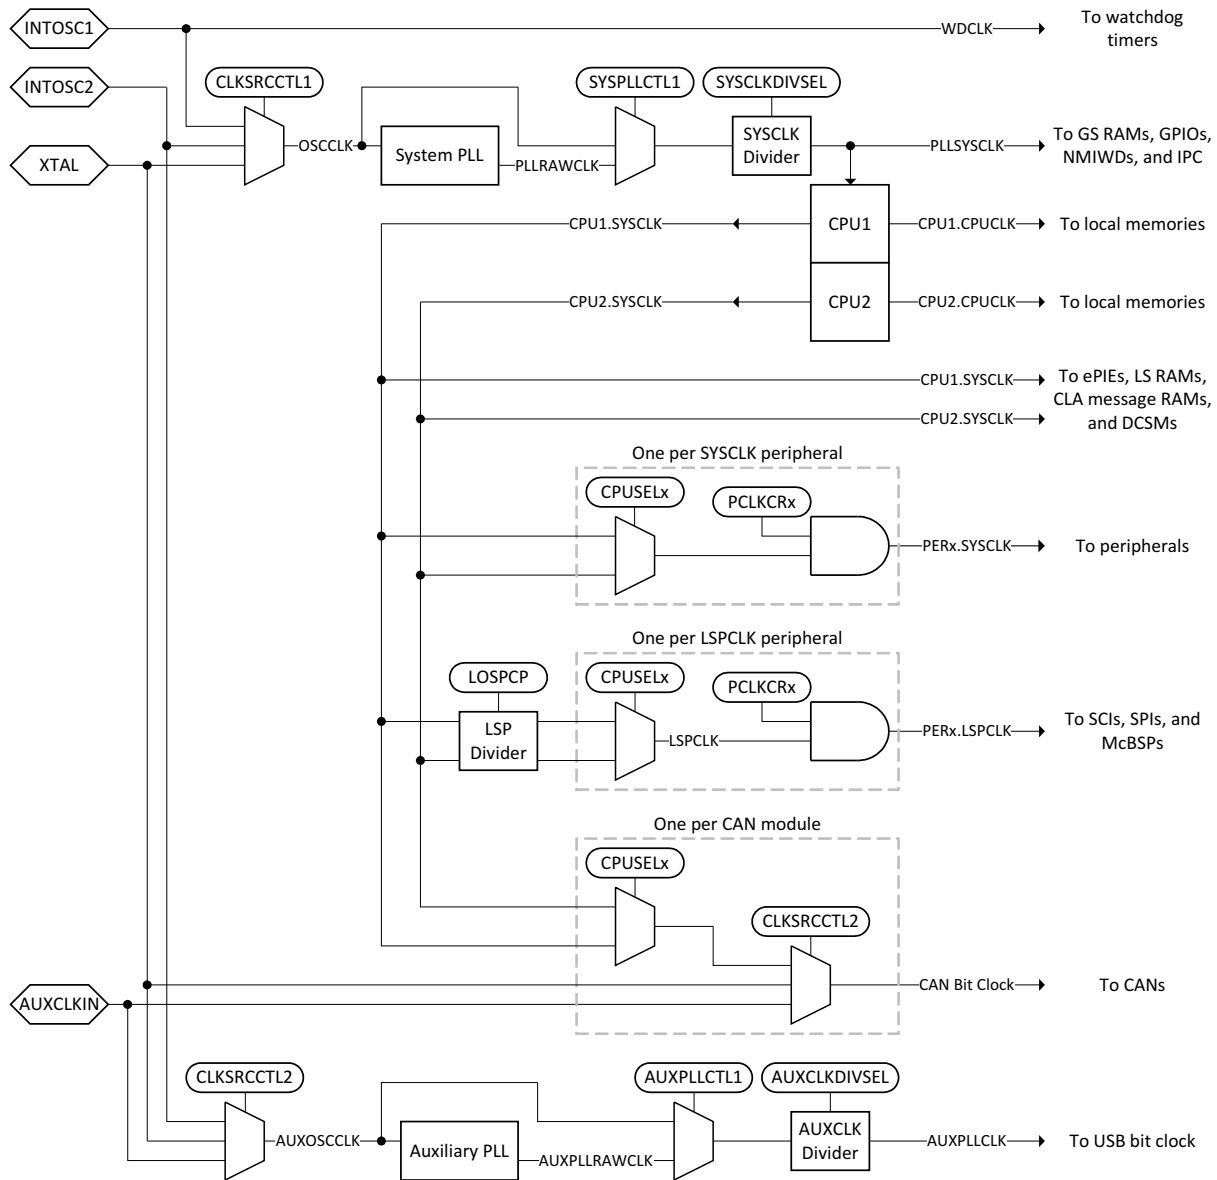 INTOSC1
WDCLK
To watchdog
timers
INTOSC2
CLKSRCCTL1
SYSPLLCTL1
SYSCLKDIVSEL
XTAL
OSCCLK
System PLL
PLLRAWCLK
SYSCLK
Divider
PLLSYSCLK
To GS RAMs, GPIOs,
NMIWDs, and IPC
CPU1.SYSCLK
CPU1
CPU1.CPUCLK
To local memories
CPU2.SYSCLK
CPU2
CPU2.CPUCLK
To local memories
CPU1.SYSCLK
CPU2.SYSCLK
To ePIEs, LS RAMs,
CLA message RAMs,
and DCSMs
One per SYSCLK peripheral
CPUSELx
PCLKCRx
PERx.SYSCLK
To peripherals
One per LSPCLK peripheral
LOSPCP
CPUSELx
PCLKCRx
LSP
Divider
LSPCLK
PERx.LSPCLK
To SCIs, SPIs, and
McBSPs
One per CAN module
CPUSELx
CLKSRCCTL2
AUXCLKIN
CAN Bit Clock
To CANs
CLKSRCCTL2
AUXPLLCTL1
AUXCLKDIVSEL
AUXOSCCLK
Auxiliary PLL
AUXPLLRAWCLK
AUXCLK
Divider
AUXPLLCLK
To USB bit clock